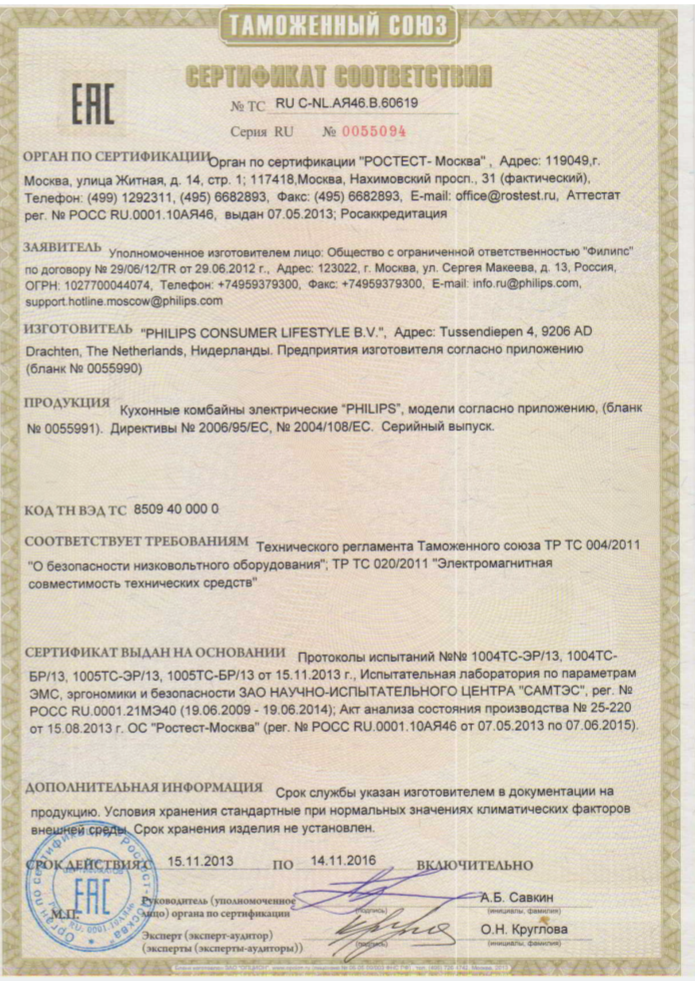 ТАМОЖЕННЫЙ СОЮЗ
СЕРТИФИКАТ СООТВЕТСТВИЯ
ЕАС
№ ТС RU C-NL.АЯ46.В.60619
Серия RU № 0055094
ОРГАН ПО СЕРТИФИКАЦИИ Орган по сертификации "РОСТЕСТ- Москва" , Адрес: 119049,г.
Москва, улица Житная, д. 14, стр. 1; 117418,Москва, Нахимовский просп., 31 (фактический),
Телефон: (499) 1292311, (495) 6682893, Факс: (495) 6682893, E-mail: office@rostest.ru, Аттестат
рег. № РОСС RU.0001.10АЯ46, выдан 07.05.2013; Росаккредитация
ЗАЯВИТЕЛЬ Уполномоченное изготовителем лицо: Общество с ограниченной ответственностью "Филипс"
по договору № 29/06/12/TR от 29.06.2012 г., Адрес: 123022, г. Москва, ул. Сергея Макеева, д. 13, Россия,
ОГРН: 1027700044074, Телефон: +74959379300, Факс: +74959379300, E-mail: info.ru@philips.com,
support.hotline.moscow@philips.com
ИЗГОТОВИТЕЛЬ "PHILIPS CONSUMER LIFESTYLE B.V.", Адрес: Tussendiepen 4, 9206 AD
Drachten, The Netherlands, Нидерланды. Предприятия изготовителя согласно приложению
(бланк № 0055990)
ПРОДУКЦИЯ Кухонные комбайны электрические "PHILIPS", модели согласно приложению, (бланк
№ 0055991). Директивы № 2006/95/ЕС, № 2004/108/ЕС. Серийный выпуск.
КОД ТН ВЭД ТС 8509 40 000 0
СООТВЕТСТВУЕТ ТРЕБОВАНИЯМ Технического регламента Таможенного союза ТР ТС 004/2011
"О безопасности низковольтного оборудования"; ТР ТС 020/2011 "Электромагнитная
совместимость технических средств"
СЕРТИФИКАТ ВЫДАН НА ОСНОВАНИИ Протоколы испытаний №№ 1004ТС-ЭР/13, 1004ТС-
БР/13, 1005ТС-ЭР/13, 1005ТС-БР/13 от 15.11.2013 г., Испытательная лаборатория по параметрам
ЭМС, эргономики и безопасности ЗАО НАУЧНО-ИСПЫТАТЕЛЬНОГО ЦЕНТРА "САМТЭС", рег. №
РОСС RU.0001.21МЭ40 (19.06.2009 - 19.06.2014); Акт анализа состояния производства № 25-220
от 15.08.2013 г. ОС "Ростест-Москва" (рег. № РОСС RU.0001.10АЯ46 от 07.05.2013 по 07.06.2015).
ДОПОЛНИТЕЛЬНАЯ ИНФОРМАЦИЯ Срок службы указан изготовителем в документации на
продукцию. Условия хранения стандартные при нормальных значениях климатических факторов
внешней среды. Срок хранения изделия не установлен.
СРОК ДЕЙСТВИЯ С 15.11.2013 ПО 14.11.2016 ВКЛЮЧИТЕЛЬНО
ЕАС
М.П.
Руководитель (уполномоченное
лицо) органа по сертификации
(подпись)
А.Б. Савкин
(инициалы, фамилия)
Эксперт (эксперт-аудитор)
(эксперты (эксперты-аудиторы))
(подпись)
О.Н. Круглова
(инициалы, фамилия)